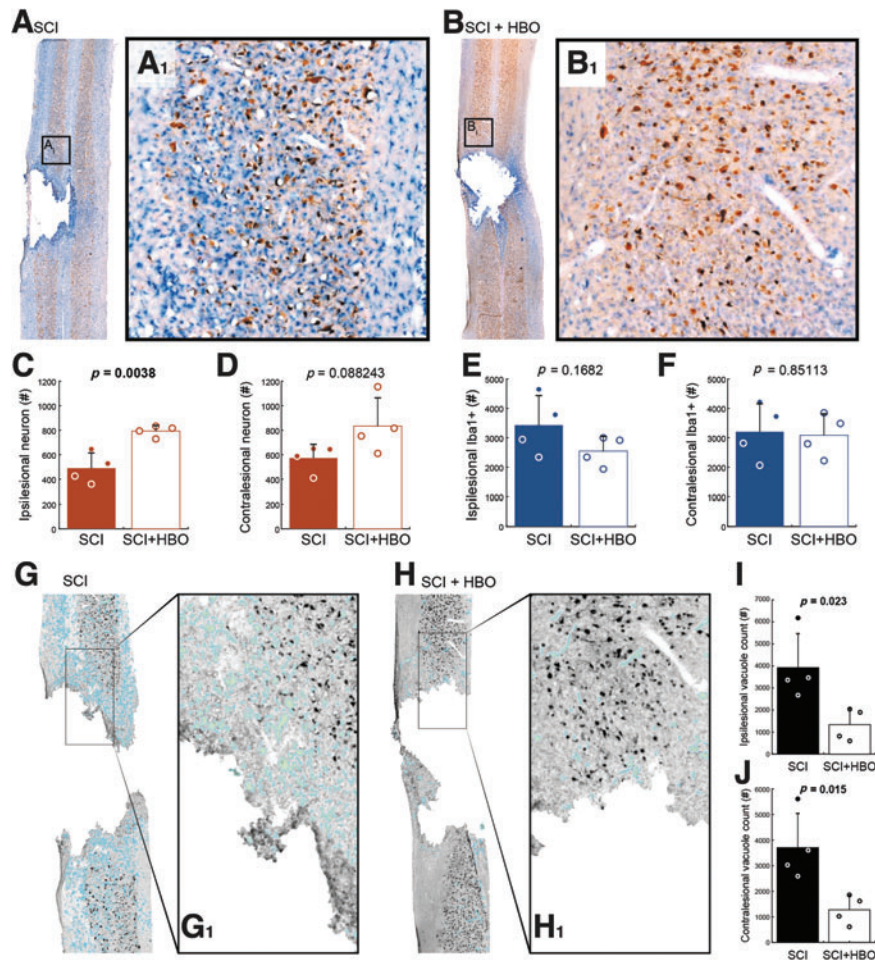 A SCI
B SCI + HBO
A1
A1
B1
B1
C
p = 0.0038
Ipsilesional neuron (#)
1200
1000
800
600
400
200
0
SCI
SCI+HBO
D
p = 0.088243
Contralesional neuron (#)
1200
1000
800
600
400
200
0
SCI
SCI+HBO
E
p = 0.1682
Ispilesional Iba1+ (#)
5000
4000
3000
2000
1000
0
SCI
SCI+HBO
F
p = 0.85113
Contralesional Iba1+ (#)
5000
4000
3000
2000
1000
0
SCI
SCI+HBO
G
SCI
G1
H
SCI + HBO
H1
I
p = 0.023
Ipsilesional vacuole count (#)
7000
6000
5000
4000
3000
2000
1000
0
SCI
SCI+HBO
J
p = 0.015
Contralesional vacuole count (#)
6000
5000
4000
3000
2000
1000
0
SCI
SCI+HBO